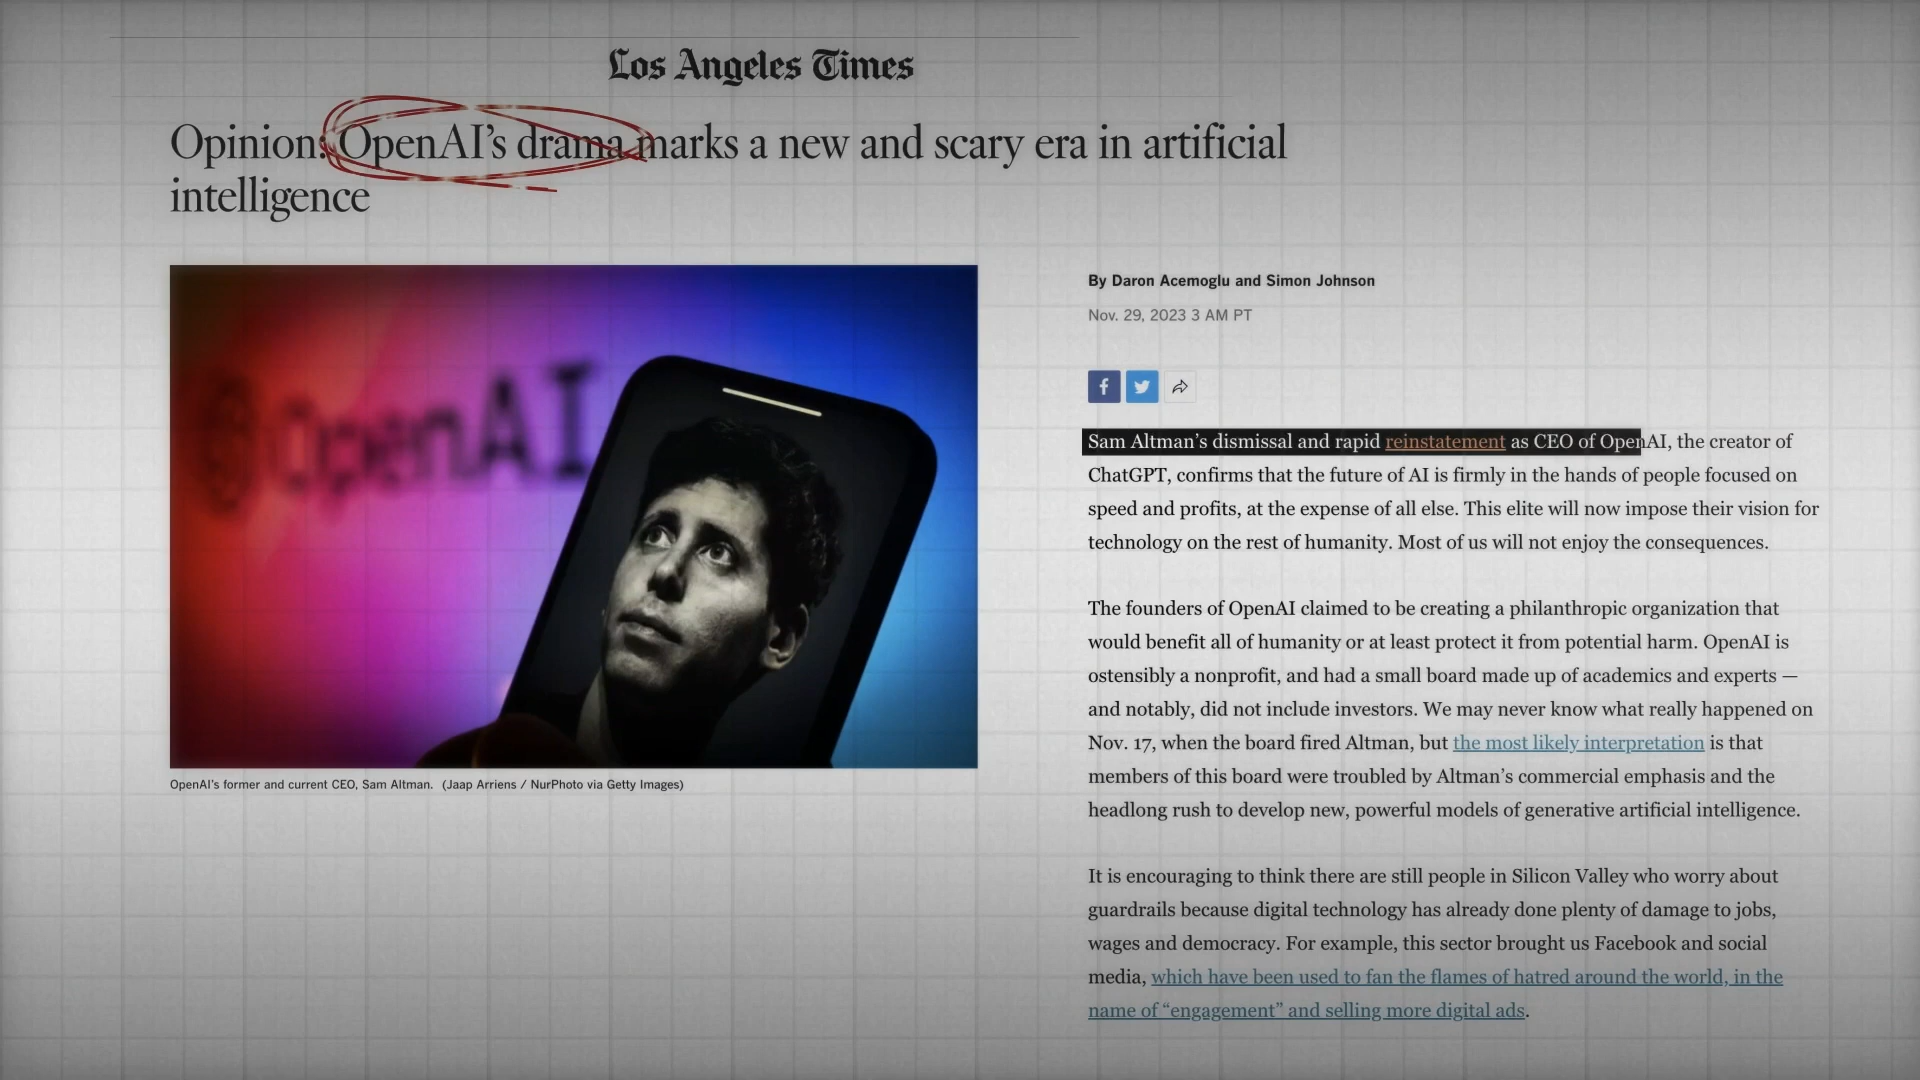 Los Angeles Times
Opinion: OpenAI’s drama marks a new and scary era in artificial
intelligence
OpenAI
OpenAI’s former and current CEO, Sam Altman. (Jaap Arriens / NurPhoto via Getty Images)
By Daron Acemoglu and Simon Johnson
Nov. 29, 2023 3 AM PT
Sam Altman’s dismissal and rapid reinstatement as CEO of OpenAI, the creator of
ChatGPT, confirms that the future of AI is firmly in the hands of people focused on
speed and profits, at the expense of all else. This elite will now impose their vision for
technology on the rest of humanity. Most of us will not enjoy the consequences.
The founders of OpenAI claimed to be creating a philanthropic organization that
would benefit all of humanity or at least protect it from potential harm. OpenAI is
ostensibly a nonprofit, and had a small board made up of academics and experts —
and notably, did not include investors. We may never know what really happened on
Nov. 17, when the board fired Altman, but the most likely interpretation is that
members of this board were troubled by Altman’s commercial emphasis and the
headlong rush to develop new, powerful models of generative artificial intelligence.
It is encouraging to think there are still people in Silicon Valley who worry about
guardrails because digital technology has already done plenty of damage to jobs,
wages and democracy. For example, this sector brought us Facebook and social
media, which have been used to fan the flames of hatred around the world, in the
name of “engagement” and selling more digital ads.